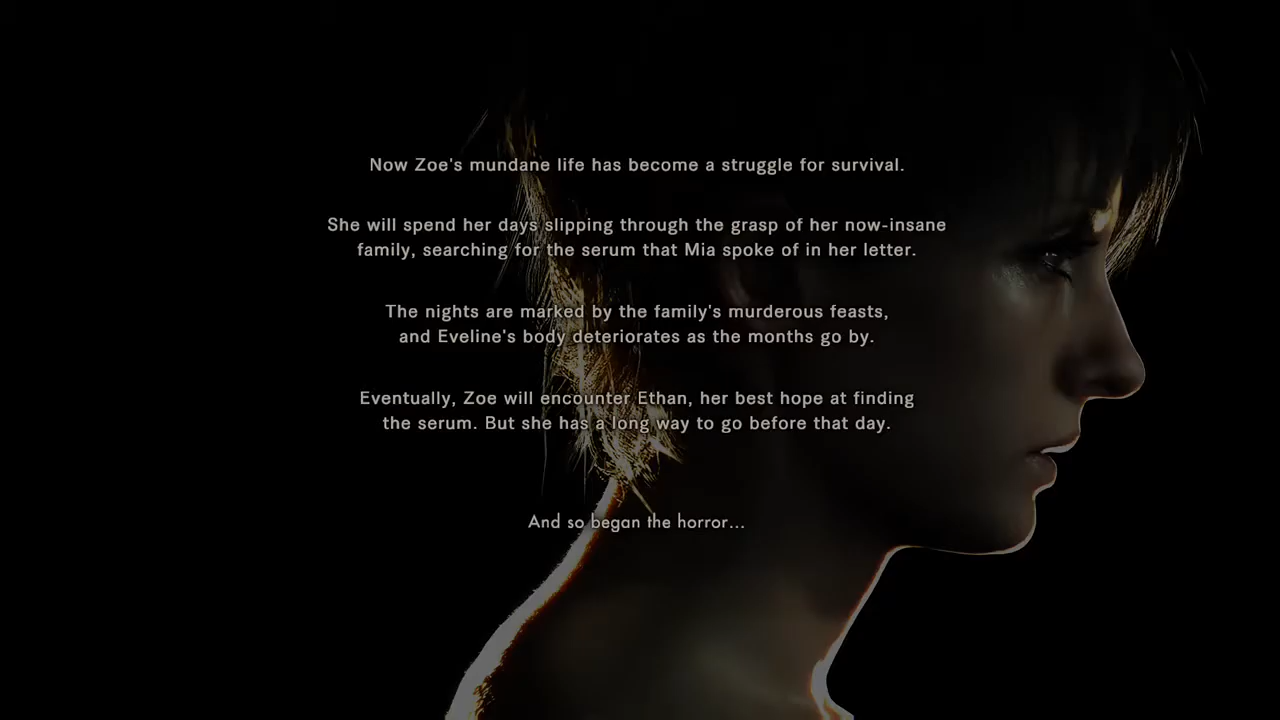 Now Zoe's mundane life has become a struggle for survival.
She will spend her days slipping through the grasp of her now-insane
family, searching for the serum that Mia spoke of in her letter.
The nights are marked by the family's murderous feasts,
and Eveline's body deteriorates as the months go by.
Eventually, Zoe will encounter Ethan, her best hope at finding
the serum. But she has a long way to go before that day.
And so began the horror...